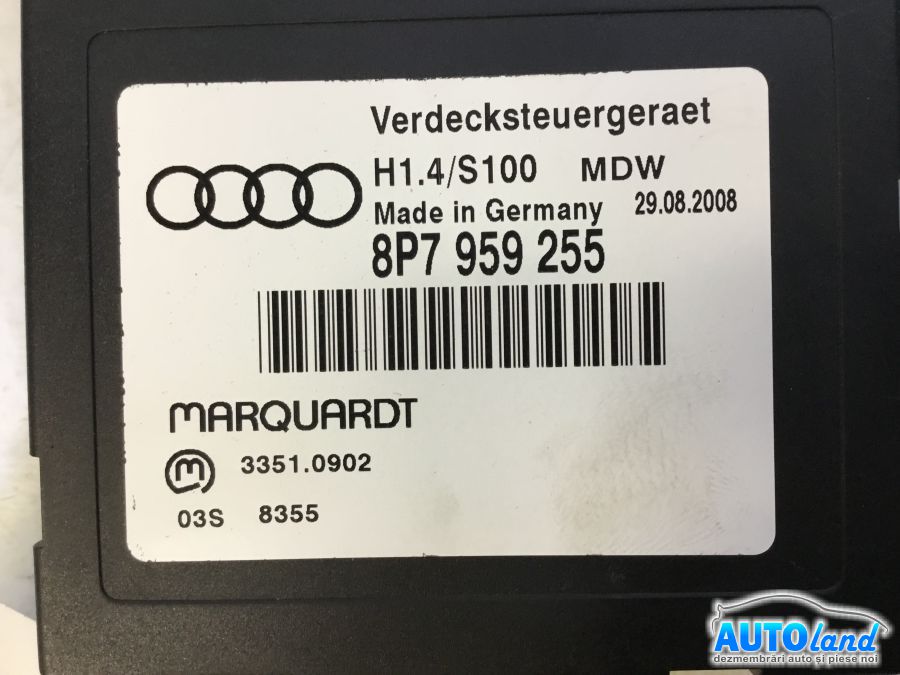 Verdecksteuergeraet
H1.4/S100 MDW
Made in Germany 29.08.2008
8P7 959 255
MARQUARDT
m 3351.0902
03S 8355
AUTOland
dezmembrări auto și piese noi